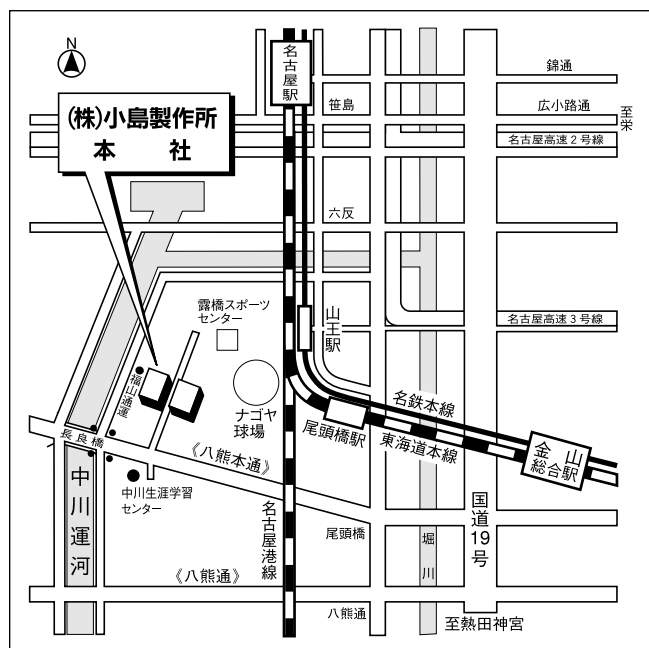 N
名古屋駅
錦通
笹島
広小路通
至栄
(株)小島製作所
本 社
名古屋高速2号線
六反
露橋スポーツ
センター
山王駅
名古屋高速3号線
福山通運
ナゴヤ
球場
尾頭橋駅
名鉄本線
東海道本線
金山
総合駅
長良橋
《八熊本通》
中川生涯学習
センター
中川運河
名古屋港線
尾頭橋
堀川
国道19号
《八熊通》
八熊通
至熱田神宮